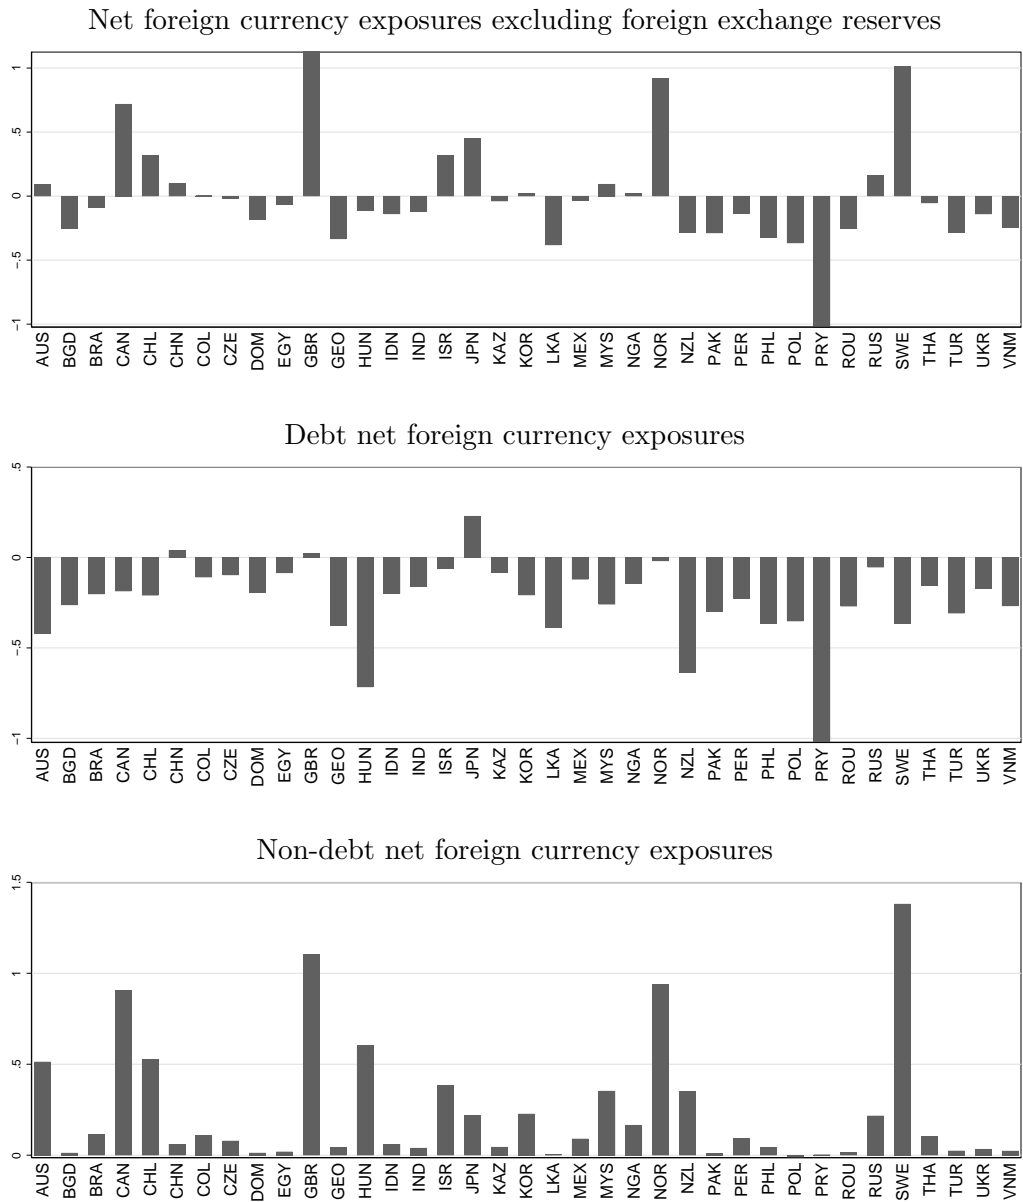 Net foreign currency exposures excluding foreign exchange reserves
1
.5
0
-.5
-1
AUS BGD BRA CAN CHL CHN COL CZE DOM EGY GBR GEO HUN IDN IND ISR JPN KAZ KOR LKA MEX MYS NGA NOR NZL PAK PER PHL POL PRY ROU RUS SWE THA TUR UKR VNM
Debt net foreign currency exposures
.5
0
-.5
-1
AUS BGD BRA CAN CHL CHN COL CZE DOM EGY GBR GEO HUN IDN IND ISR JPN KAZ KOR LKA MEX MYS NGA NOR NZL PAK PER PHL POL PRY ROU RUS SWE THA TUR UKR VNM
Non-debt net foreign currency exposures
1.5
1
.5
0
AUS BGD BRA CAN CHL CHN COL CZE DOM EGY GBR GEO HUN IDN IND ISR JPN KAZ KOR LKA MEX MYS NGA NOR NZL PAK PER PHL POL PRY ROU RUS SWE THA TUR UKR VNM